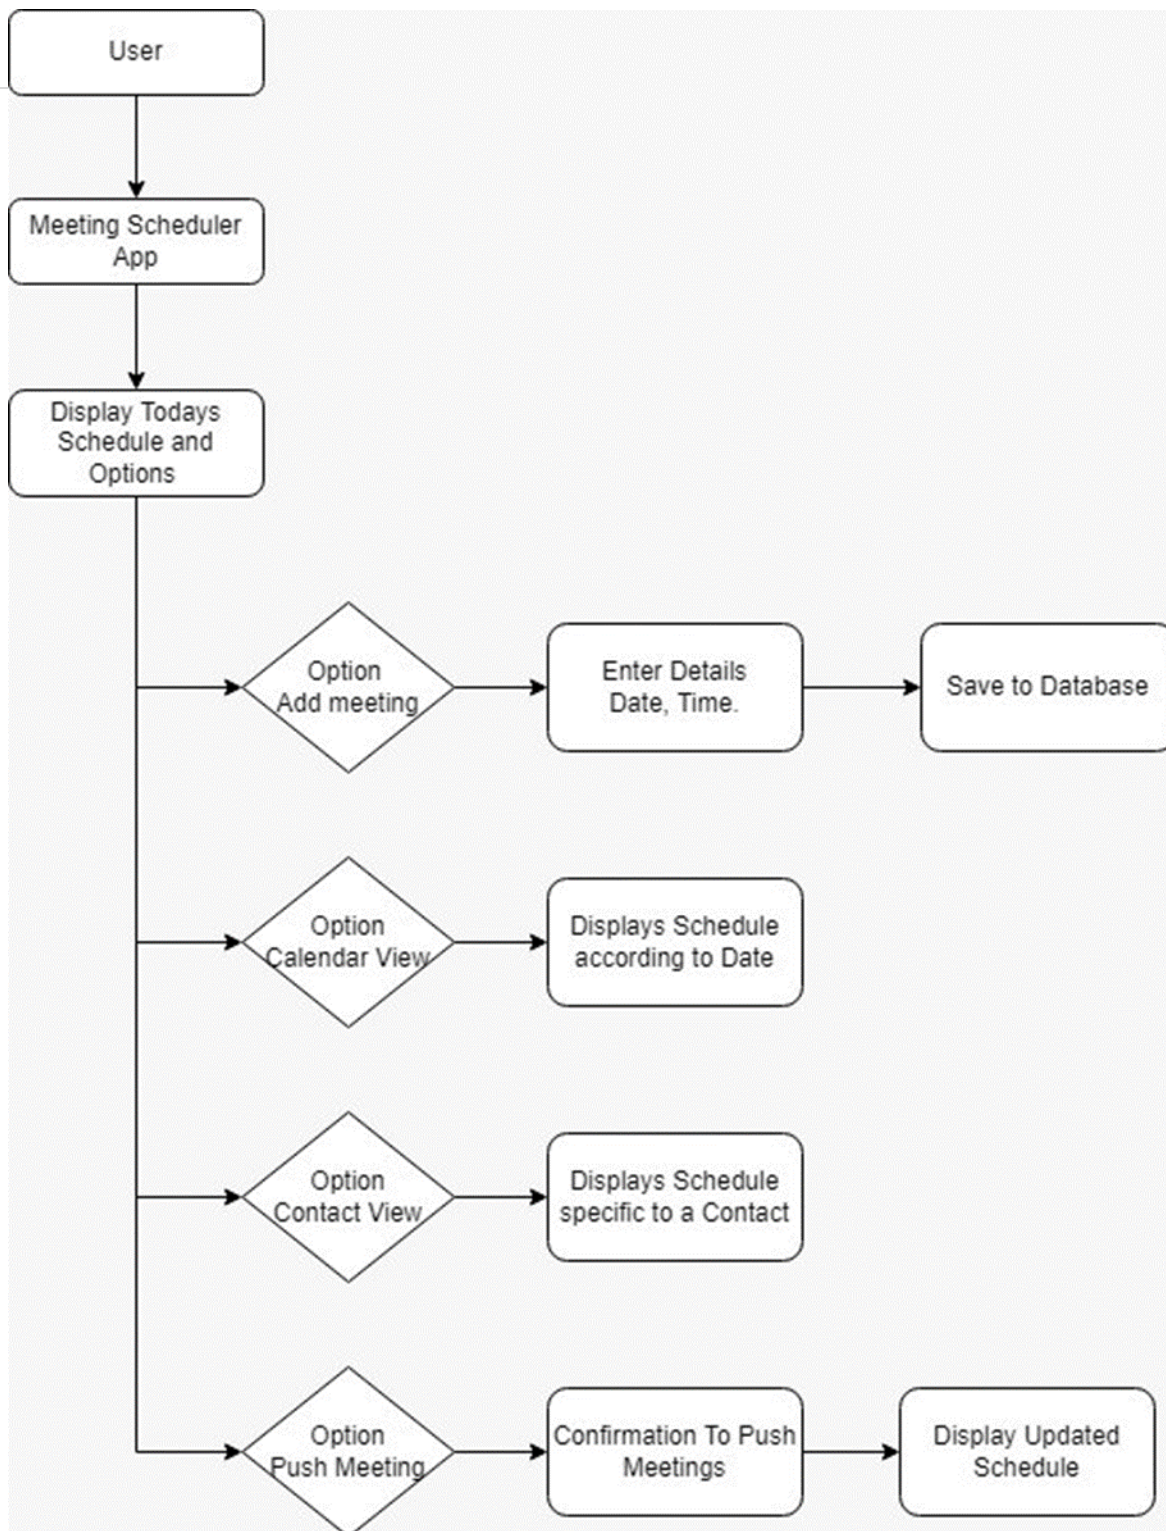 User
Meeting Scheduler
App
Display Todays
Schedule and
Options
Option
Add meeting
Enter Details
Date, Time.
Save to Database
Option
Calendar View
Displays Schedule
according to Date
Option
Contact View
Displays Schedule
specific to a Contact
Option
Push Meeting
Confirmation To Push
Meetings
Display Updated
Schedule